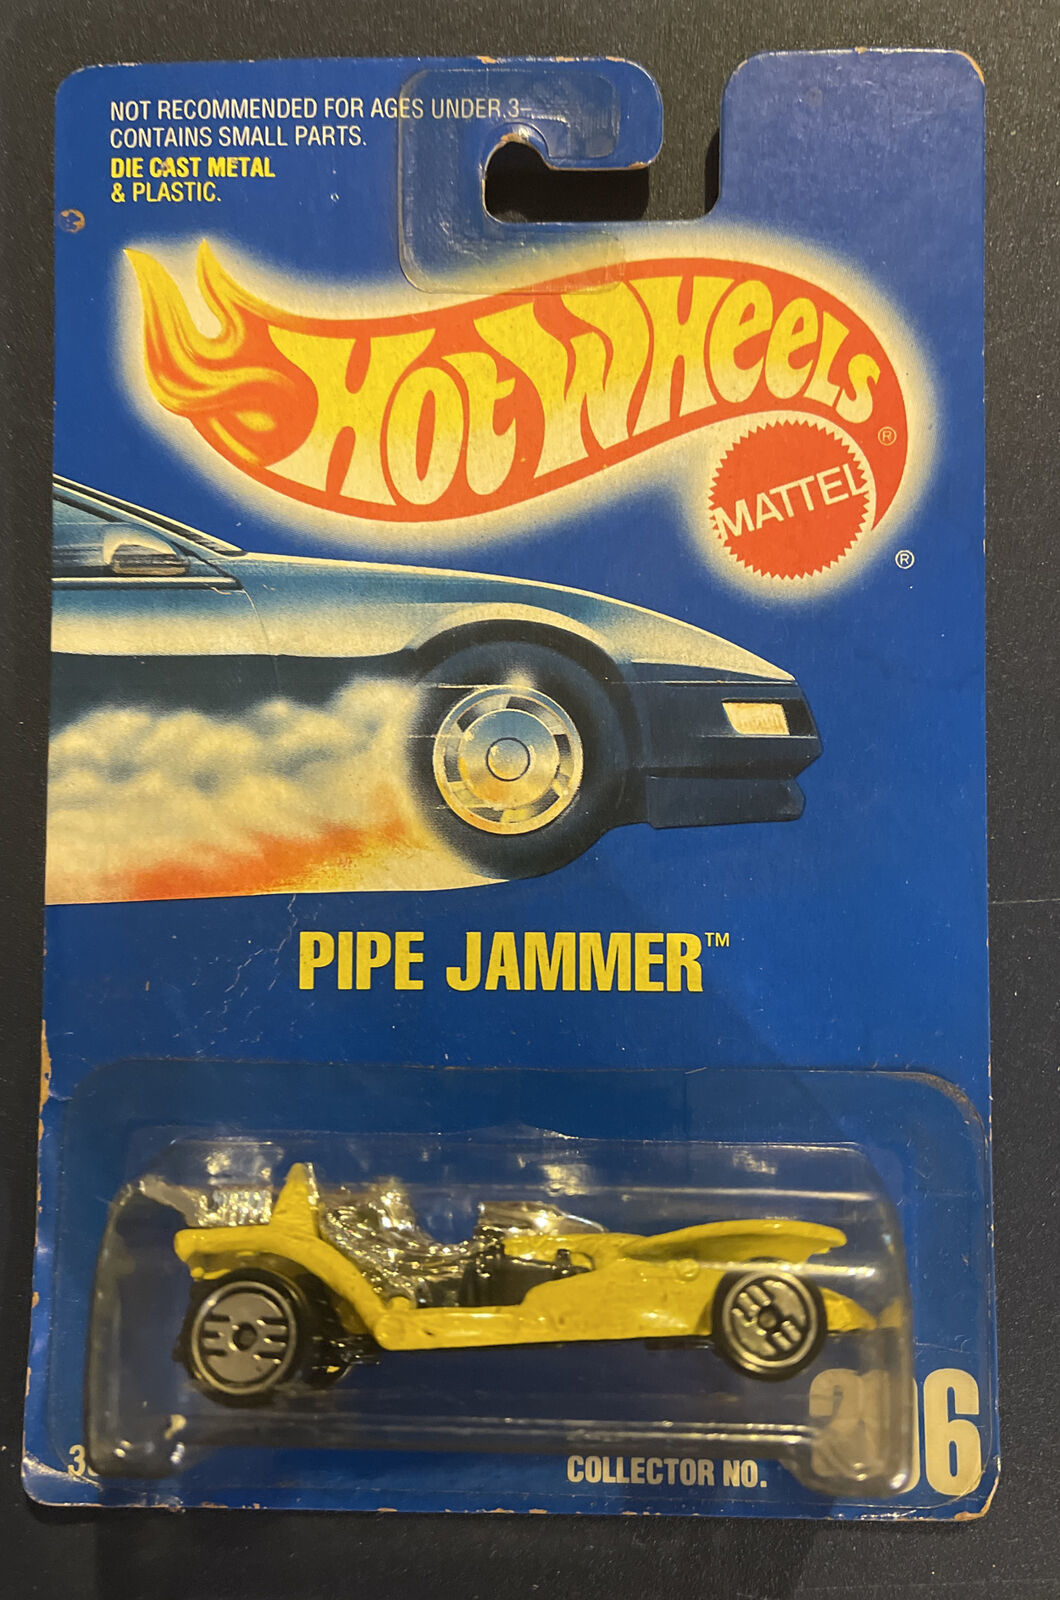 NOT RECOMMENDED FOR AGES UNDER 3–
CONTAINS SMALL PARTS.
DIE CAST METAL
& PLASTIC.
HOT WHEELS®
MATTEL
®
PIPE JAMMER™
COLLECTOR NO.